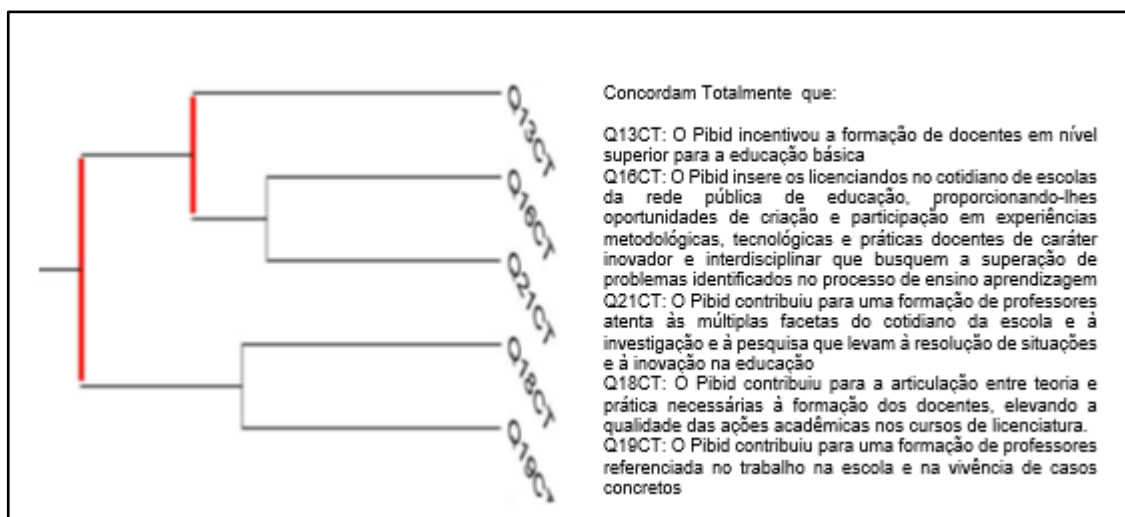 Q13CT
Q16CT
Q21CT
Q18CT
Q19C
Concordam Totalmente que:
Q13CT: O Pibid incentivou a formação de docentes em nível
superior para a educação básica
Q16CT: O Pibid insere os licenciandos no cotidiano de escolas
da rede pública de educação, proporcionando-lhes
oportunidades de criação e participação em experiências
metodológicas, tecnológicas e práticas docentes de caráter
inovador e interdisciplinar que busquem a superação de
problemas identificados no processo de ensino aprendizagem
Q21CT: O Pibid contribuiu para uma formação de professores
atenta às múltiplas facetas do cotidiano da escola e à
investigação e à pesquisa que levam à resolução de situações
e à inovação na educação
Q18CT: O Pibid contribuiu para a articulação entre teoria e
prática necessárias à formação dos docentes, elevando a
qualidade das ações acadêmicas nos cursos de licenciatura.
Q19CT: O Pibid contribuiu para uma formação de professores
referenciada no trabalho na escola e na vivência de casos
concretos